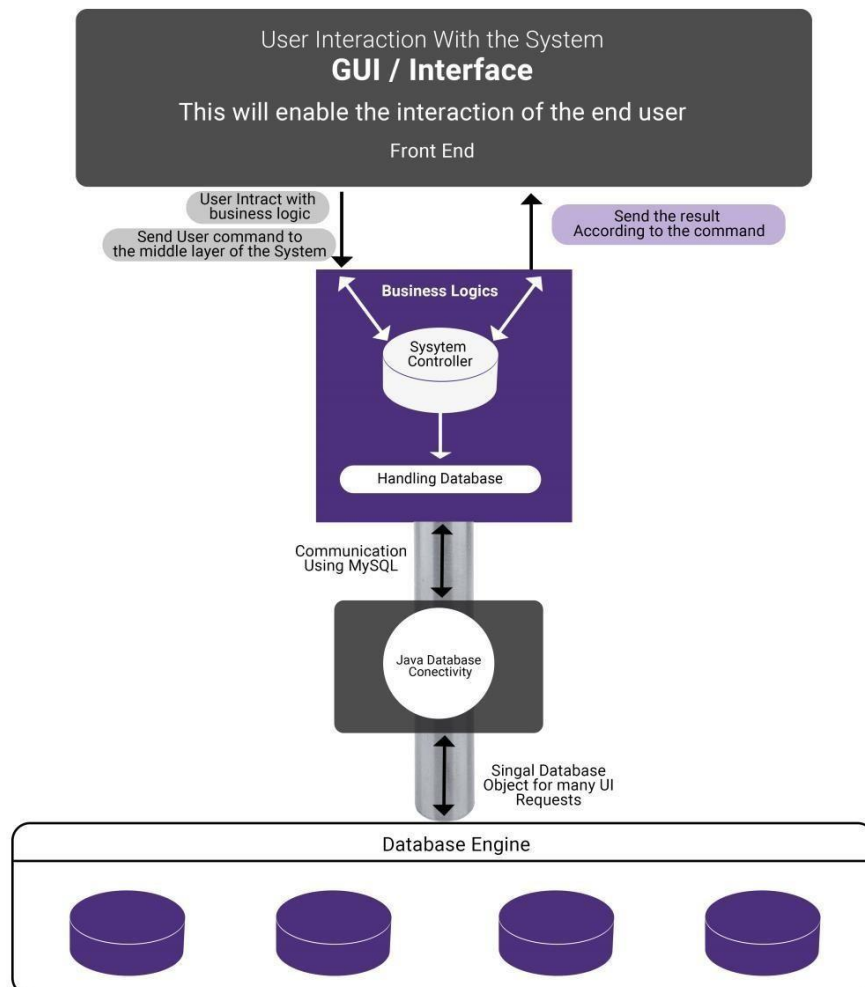 User Interaction With the System
GUI / Interface
This will enable the interaction of the end user
Front End
User Intract with
business logic
Send User command to
the middle layer of the System
Send the result
According to the command
Business Logics
Sysytem
Controller
Handling Database
Communication
Using MySQL
Java Database
Conectivity
Singal Database
Object for many UI
Requests
Database Engine